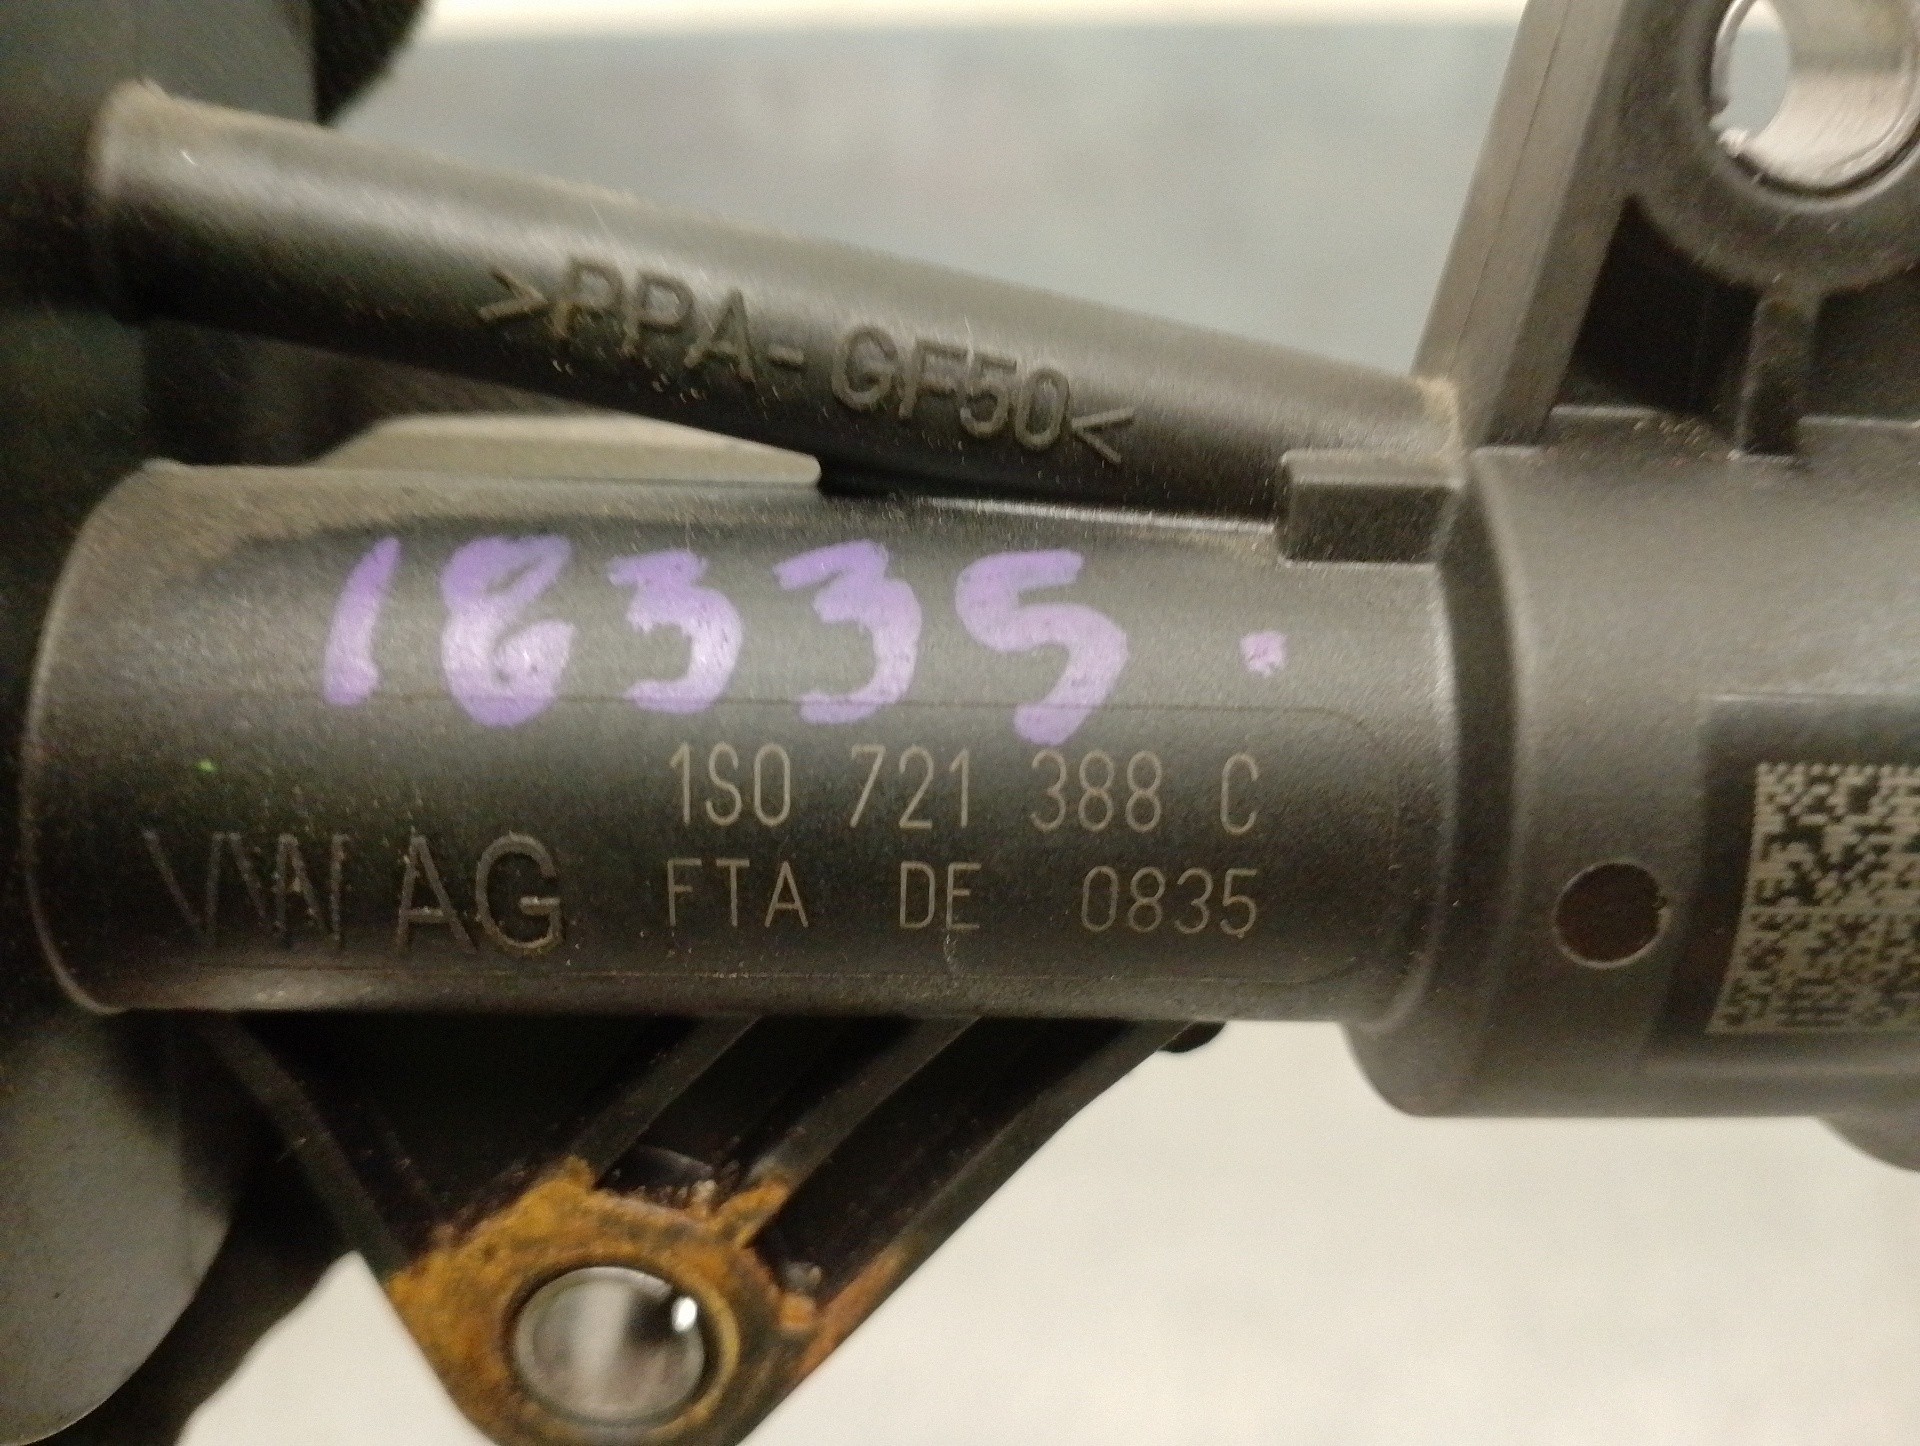 >PPA-GF50<
18335.
1S0 721 388 C
VW AG FTA DE 0835